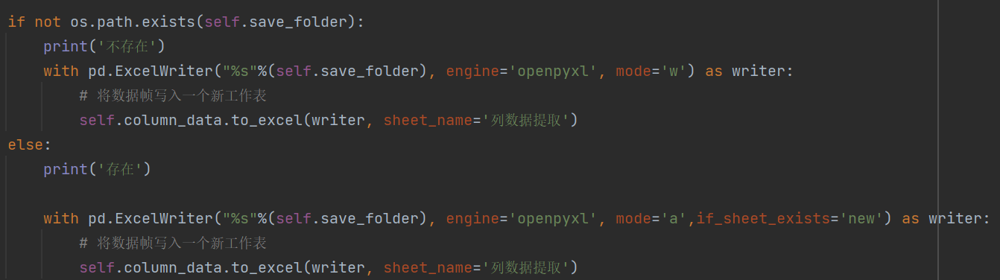 if not os.path.exists(self.save_folder):
    print('不存在')
    with pd.ExcelWriter("%s"%(self.save_folder), engine='openpyxl', mode='w') as writer:
        # 将数据帧写入一个新工作表
        self.column_data.to_excel(writer, sheet_name='列数据提取')
else:
    print('存在')
    with pd.ExcelWriter("%s"%(self.save_folder), engine='openpyxl', mode='a',if_sheet_exists='new') as writer:
        # 将数据帧写入一个新工作表
        self.column_data.to_excel(writer, sheet_name='列数据提取')